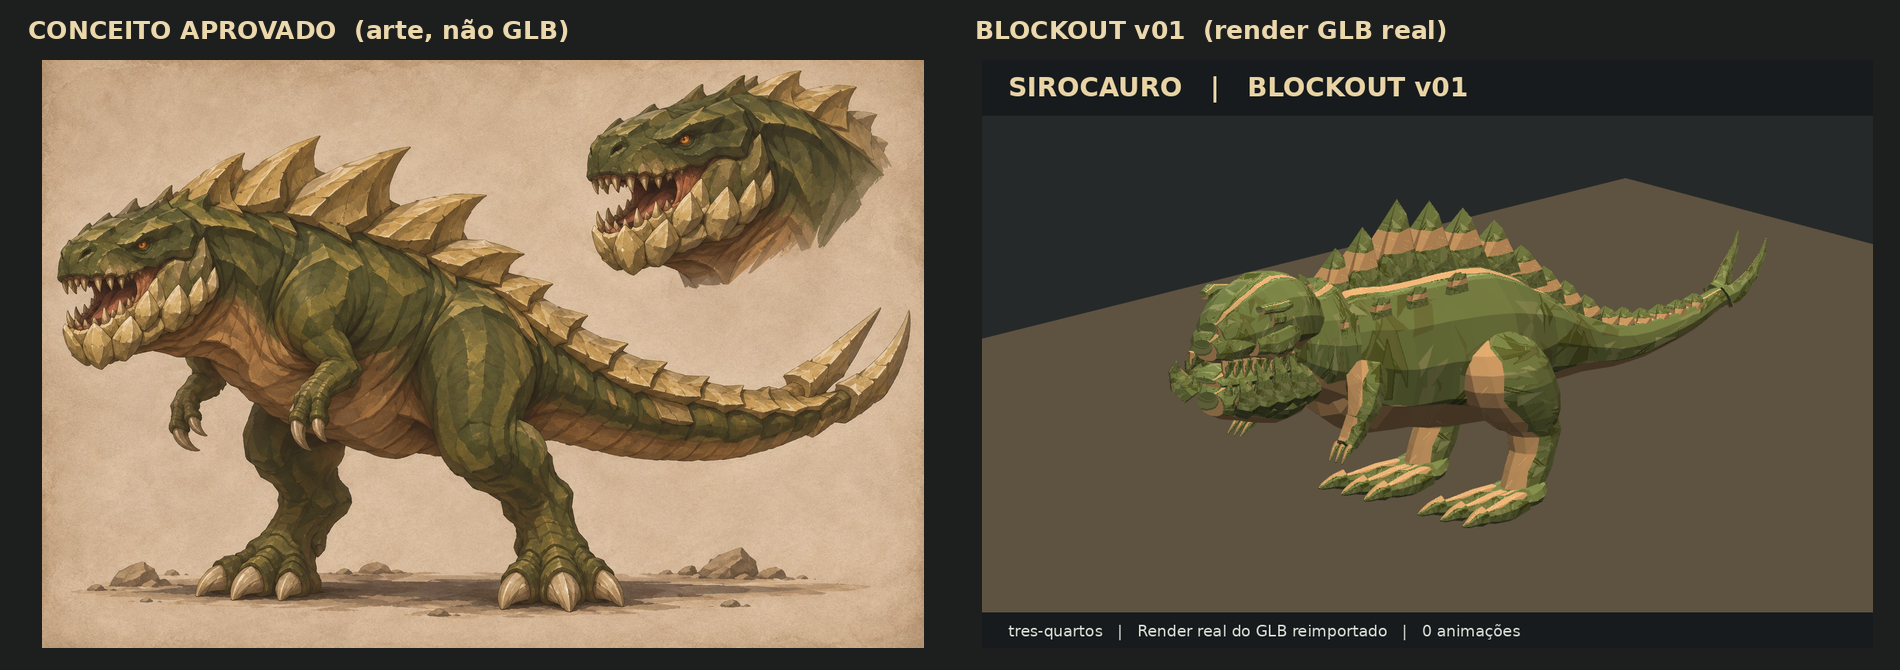 CONCEITO APROVADO (arte, não GLB)
BLOCKOUT v01 (render GLB real)
SIROCAURO | BLOCKOUT v01
tres-quartos | Render real do GLB reimportado | 0 animações